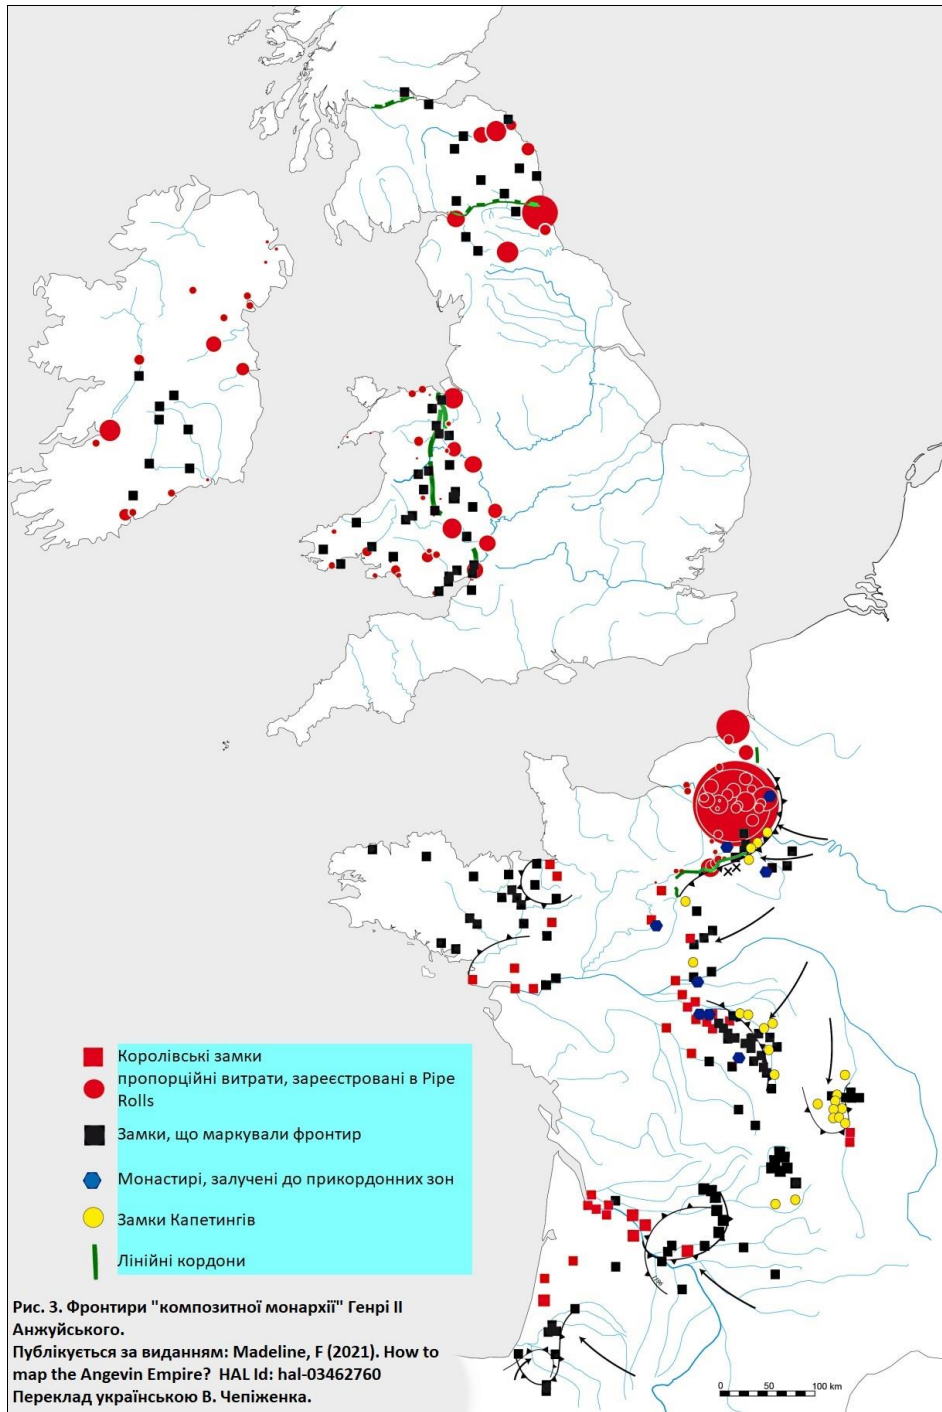 Королівські замки
пропорційні витрати, зареєстровані в Pipe
Rolls
Замки, що маркували фронтир
Монастирі, залучені до прикордонних зон
Замки Капетингів
Лінійні кордони
Рис. 3. Фронтири "композитної монархії" Генрі ІІ
Анжуйського.
Публікується за виданням: Madeline, F (2021). How to
map the Angevin Empire? HAL Id: hal-03462760
Переклад українською В. Чепіженка.
0 50 100 km